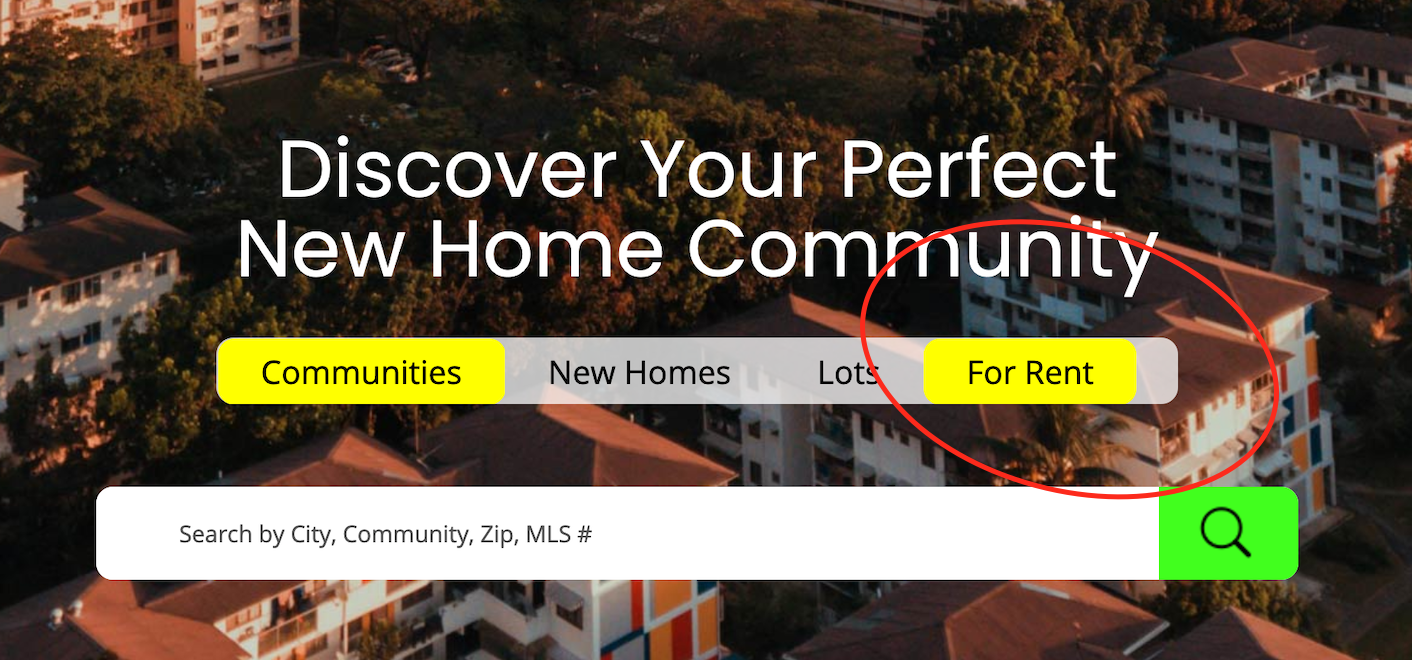 Discover Your Perfect
New Home Community
Communities New Homes Lots For Rent
Search by City, Community, Zip, MLS #